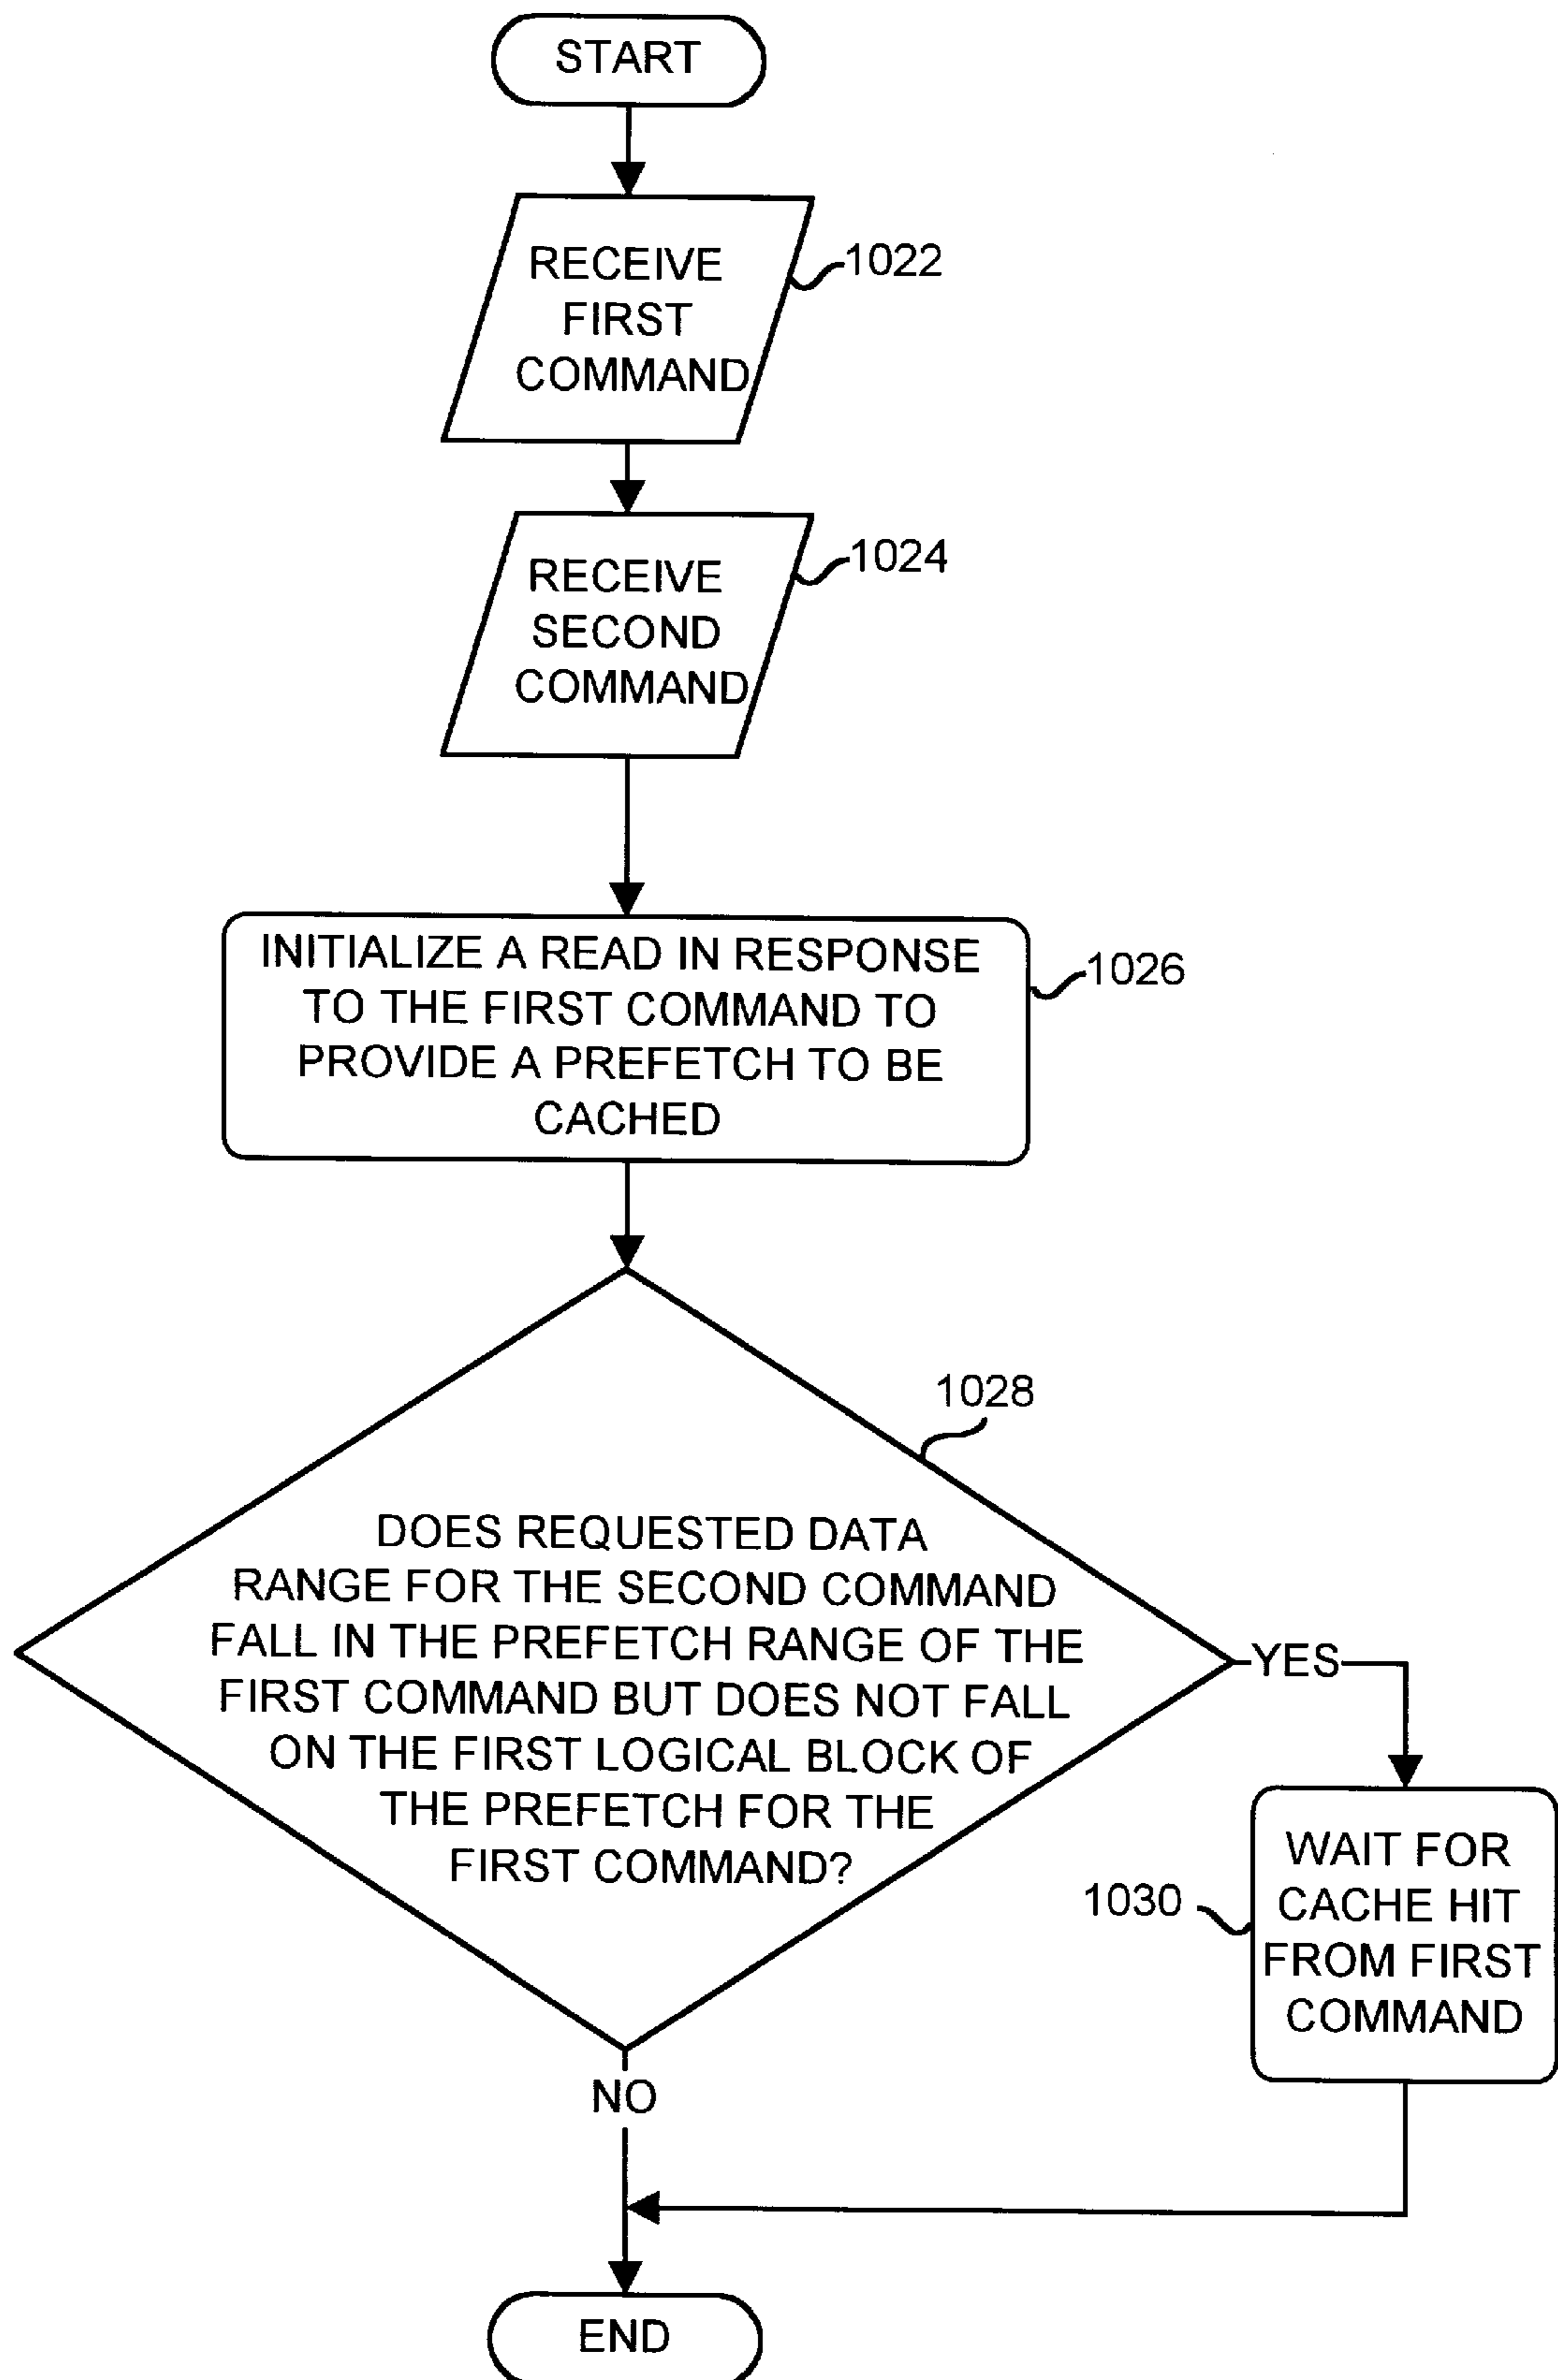 START
RECEIVE
FIRST
COMMAND
1022
RECEIVE
SECOND
COMMAND
1024
INITIALIZE A READ IN RESPONSE
TO THE FIRST COMMAND TO
PROVIDE A PREFETCH TO BE
CACHED
1026
1028
DOES REQUESTED DATA
RANGE FOR THE SECOND COMMAND
FALL IN THE PREFETCH RANGE OF THE
FIRST COMMAND BUT DOES NOT FALL
ON THE FIRST LOGICAL BLOCK OF
THE PREFETCH FOR THE
FIRST COMMAND?
YES
WAIT FOR
CACHE HIT
FROM FIRST
COMMAND
1030
NO
END